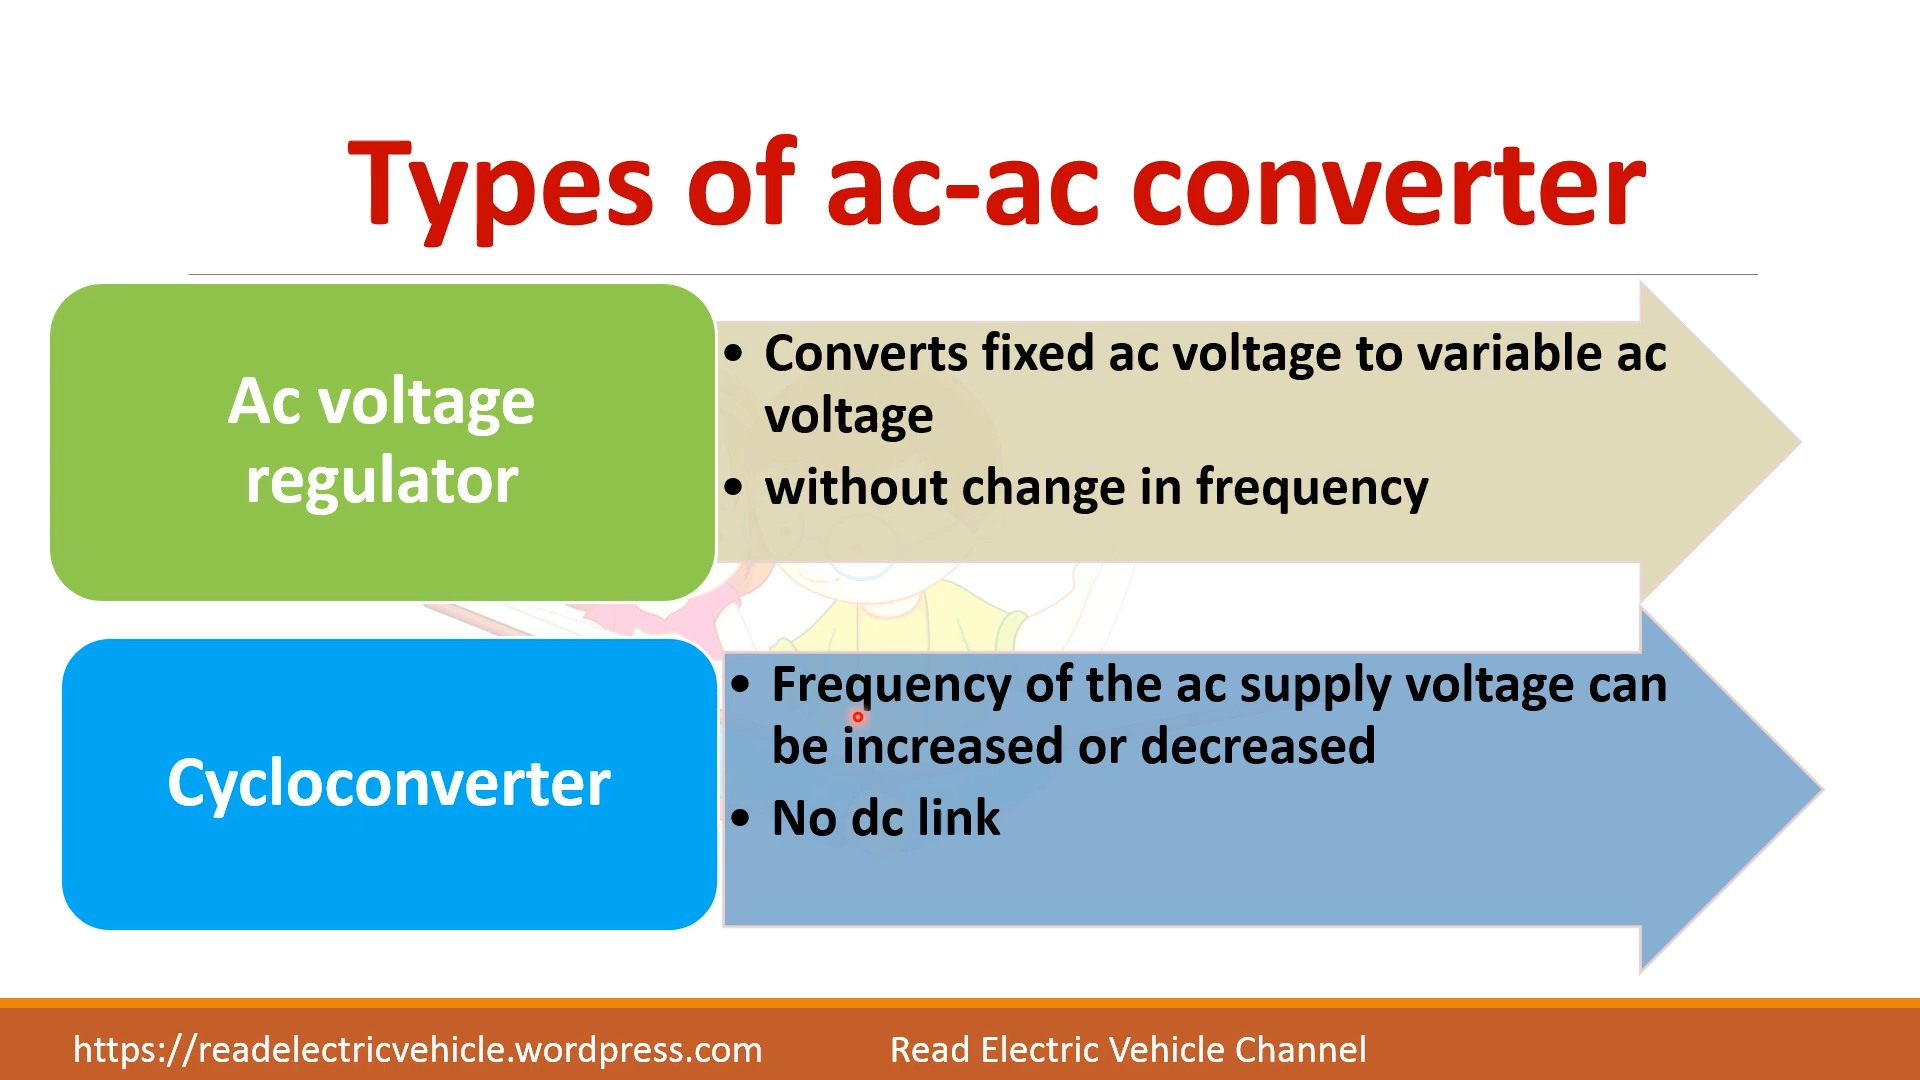 Types of ac-ac converter
Ac voltage
regulator
• Converts fixed ac voltage to variable ac
voltage
• without change in frequency
Cycloconverter
• Frequency of the ac supply voltage can
be increased or decreased
• No dc link
https://readelectricvehicle.wordpress.com
Read Electric Vehicle Channel